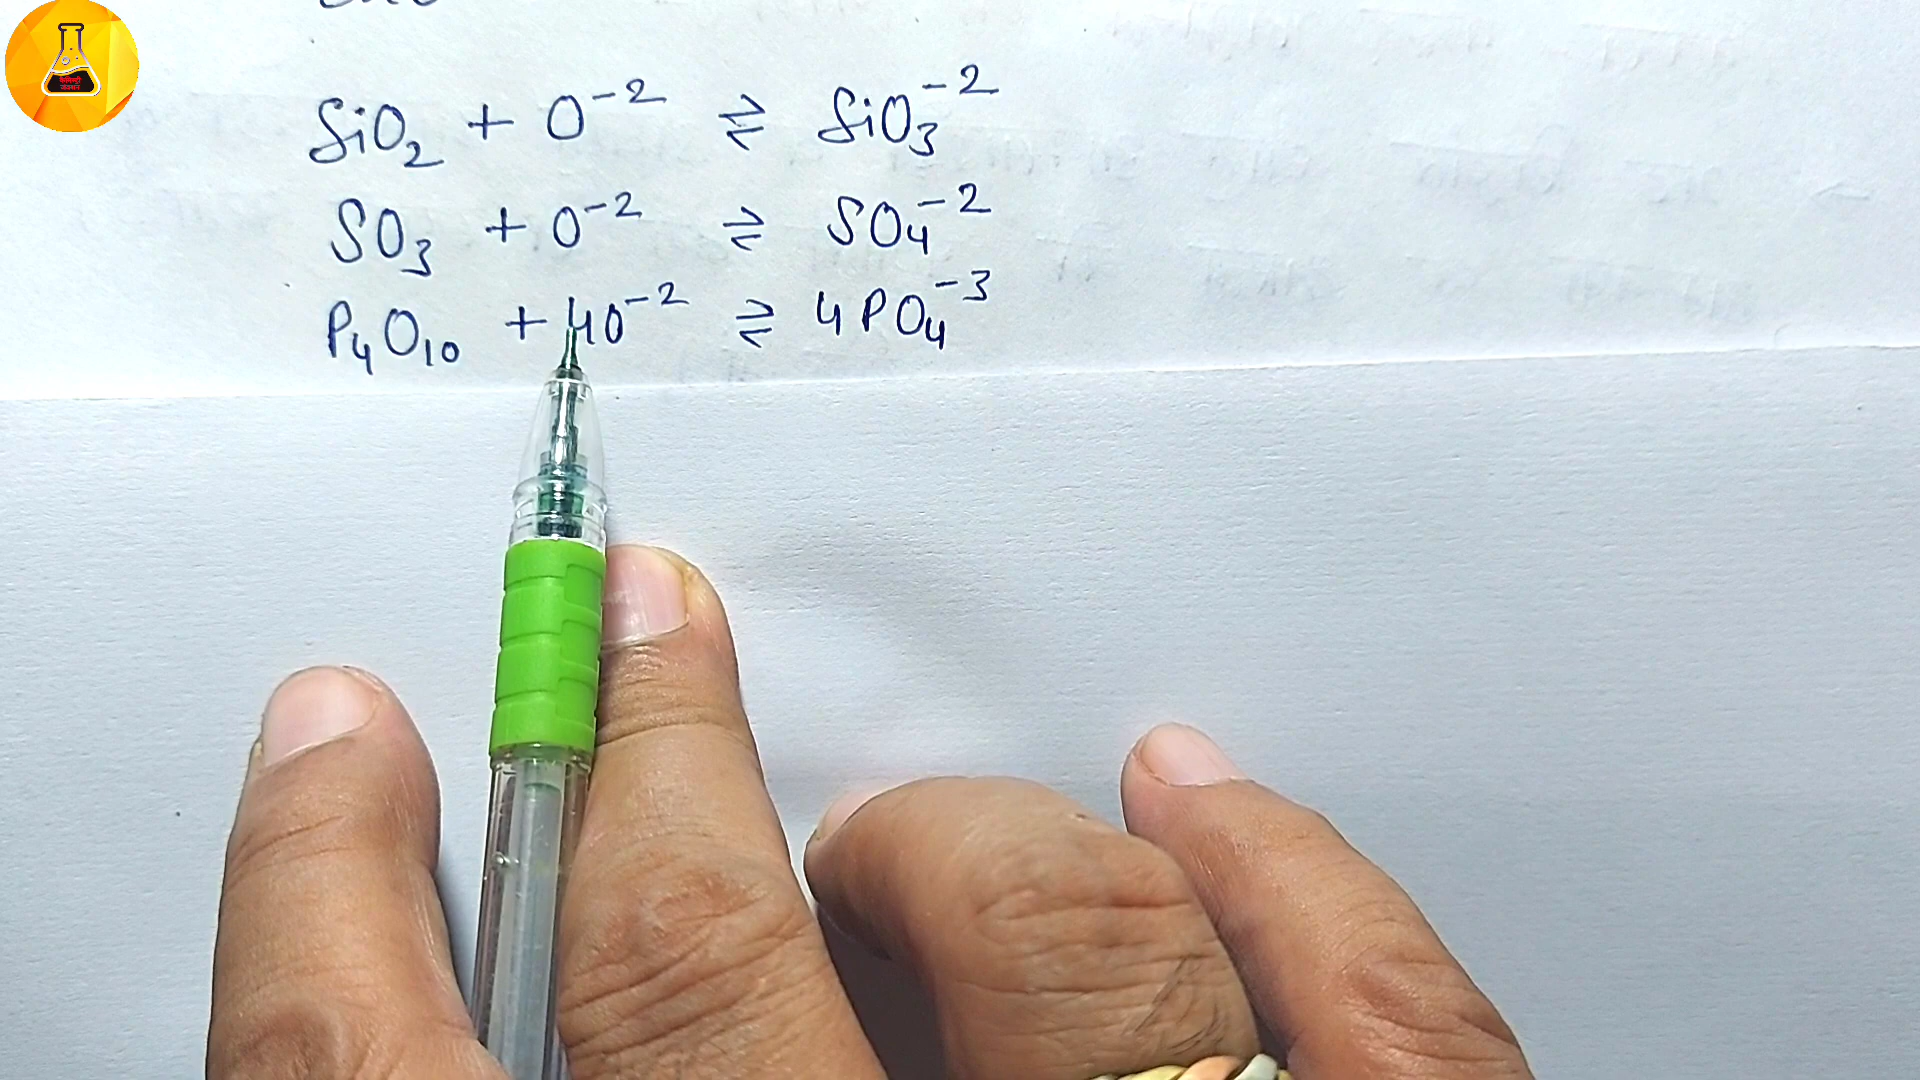 SiO₂ + O⁻² ⇌ SiO₃⁻²
SO₃ + O⁻² ⇌ SO₄⁻²
P₄O₁₀ + 4O⁻² ⇌ 4PO₄⁻³